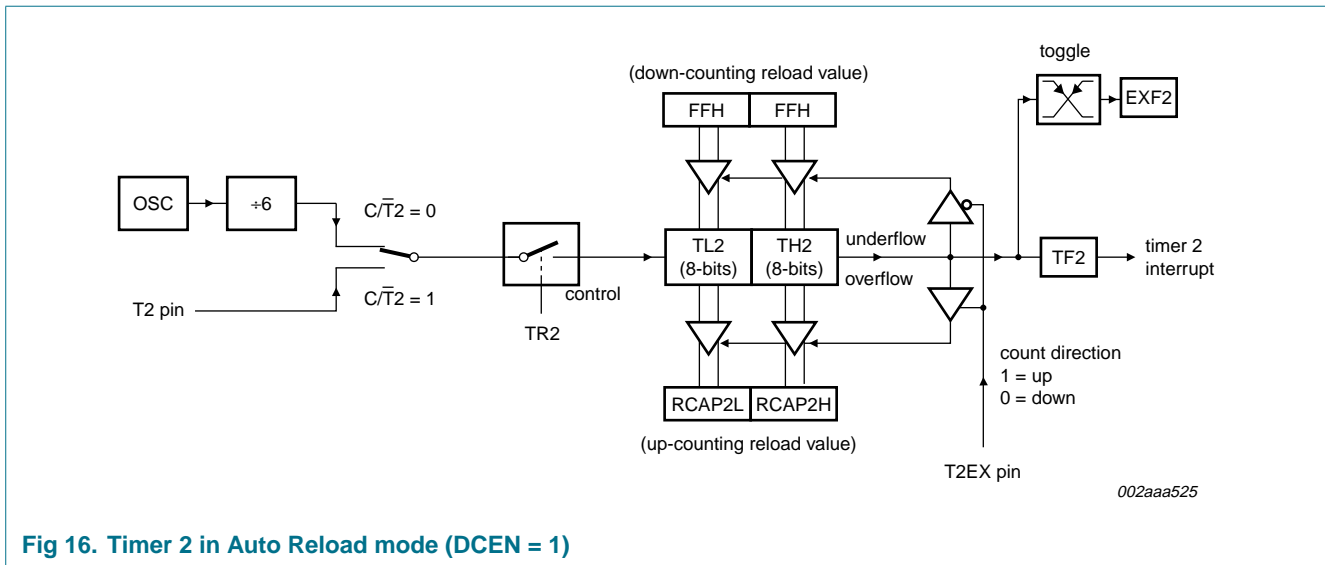 toggle
(down-counting reload value)
FFH FFH
EXF2
OSC
÷6
C/T̅2 = 0
TL2
(8-bits)
TH2
(8-bits)
underflow
overflow
TF2
timer 2
interrupt
T2 pin
C/T̅2 = 1
control
TR2
count direction
1 = up
0 = down
RCAP2L RCAP2H
(up-counting reload value)
T2EX pin
002aaa525
Fig 16. Timer 2 in Auto Reload mode (DCEN = 1)